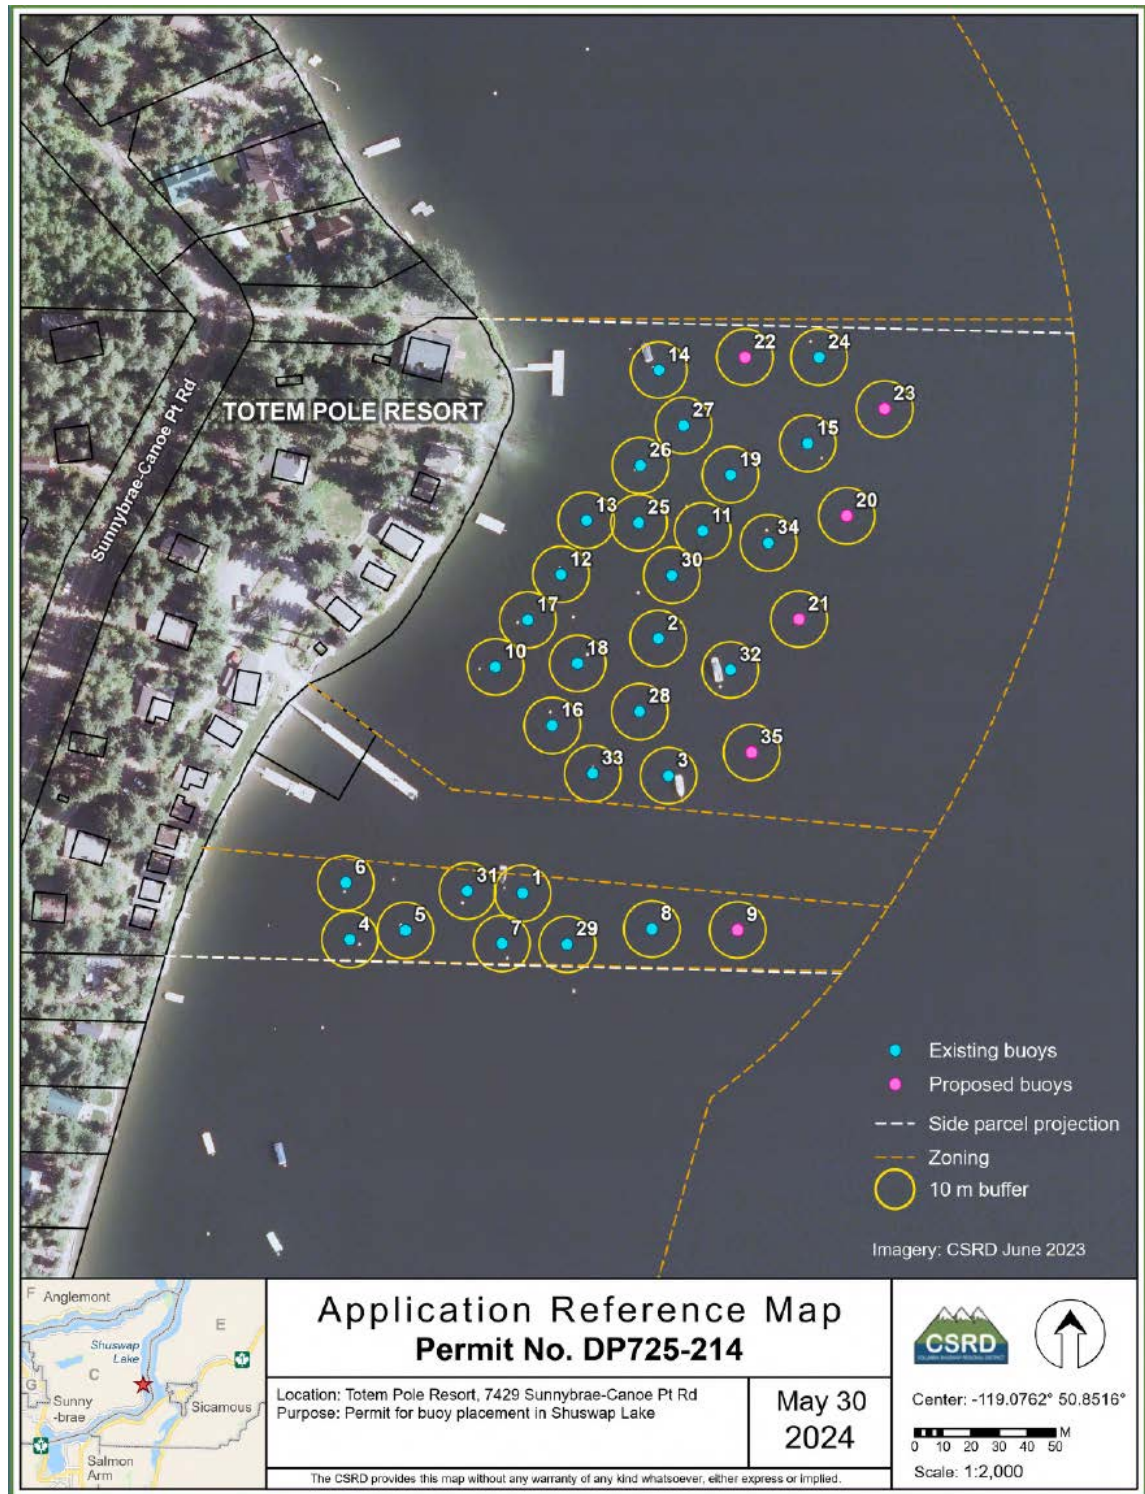 Sunnybrae-Canoe Pt Rd
TOTEM POLE RESORT
14
22
24
23
27
15
26
19
20
13
25
11
34
12
30
17
21
2
10
18
32
28
16
35
33
3
6
31
1
4
5
7
29
8
9
Existing buoys
Proposed buoys
Side parcel projection
Zoning
10 m buffer
Imagery: CSRD June 2023
F
Anglemont
E
Shuswap
Lake
C
G
Sunny
-brae
Sicamous
Salmon
Arm
1
1
Application Reference Map
Permit No. DP725-214
Location: Totem Pole Resort, 7429 Sunnybrae-Canoe Pt Rd
Purpose: Permit for buoy placement in Shuswap Lake
May 30
2024
The CSRD provides this map without any warranty of any kind whatsoever, either express or implied.
CSRD
COLUMBIA SHUSWAP REGIONAL DISTRICT
Center: -119.0762° 50.8516°
M
0 10 20 30 40 50
Scale: 1:2,000